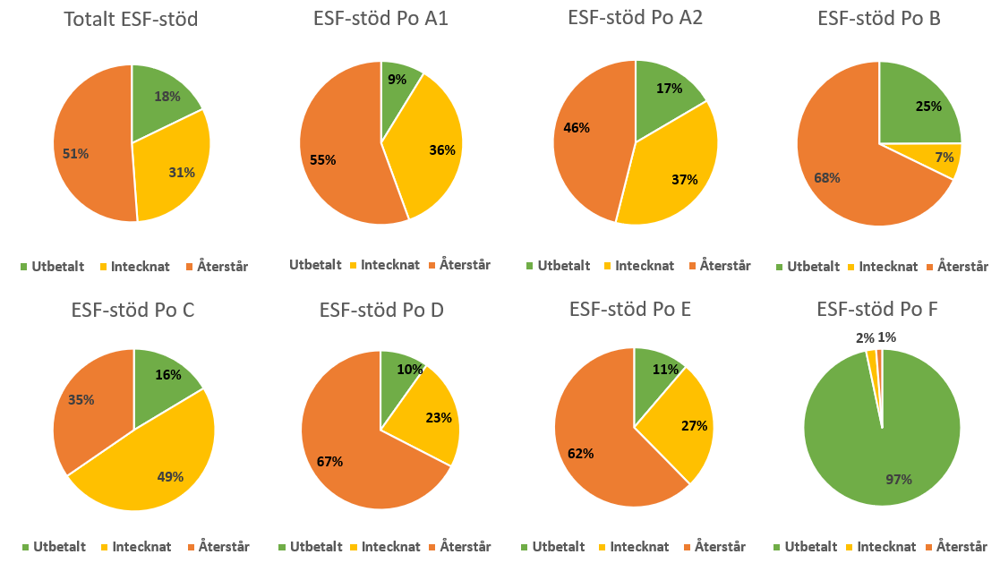 Totalt ESF-stöd
18%
31%
51%
Utbetalt Intecknat Återstår
ESF-stöd Po A1
9%
36%
55%
Utbetalt Intecknat Återstår
ESF-stöd Po A2
17%
37%
46%
Utbetalt Intecknat Återstår
ESF-stöd Po B
25%
7%
68%
Utbetalt Intecknat Återstår
ESF-stöd Po C
16%
49%
35%
Utbetalt Intecknat Återstår
ESF-stöd Po D
10%
23%
67%
Utbetalt Intecknat Återstår
ESF-stöd Po E
11%
27%
62%
Utbetalt Intecknat Återstår
ESF-stöd Po F
2% 1%
97%
Utbetalt Intecknat Återstår